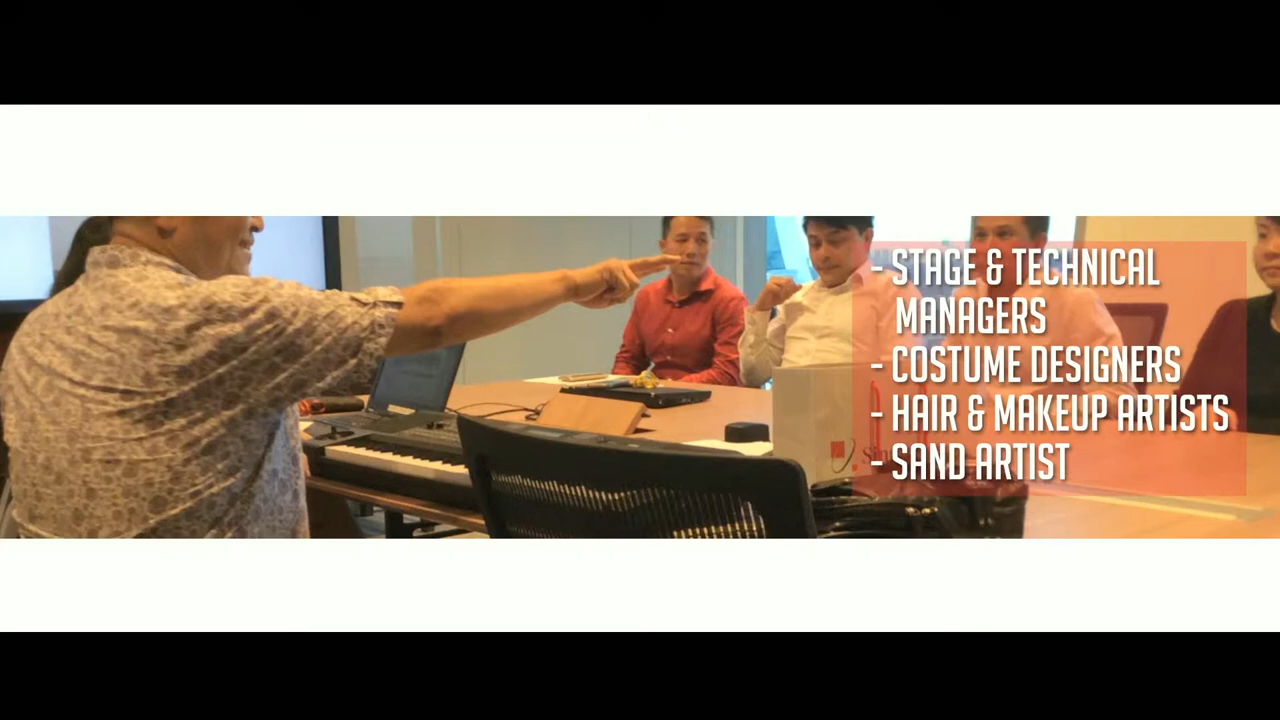 - STAGE & TECHNICAL
MANAGERS
- COSTUME DESIGNERS
- HAIR & MAKEUP ARTISTS
- SAND ARTIST